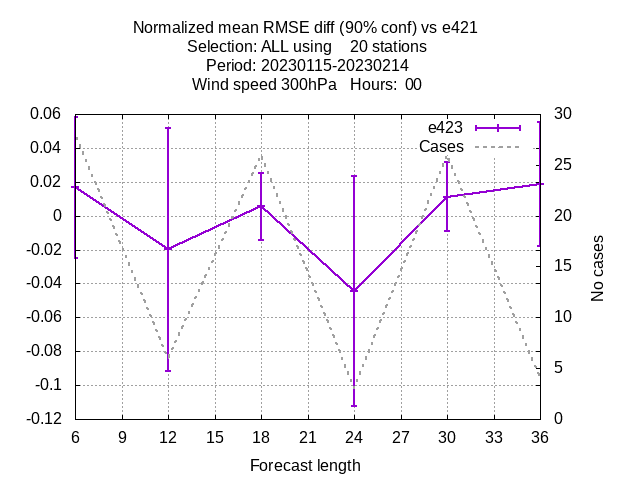 Normalized mean RMSE diff (90% conf) vs e421
Selection: ALL using    20 stations
Period: 20230115-20230214
Wind speed 300hPa   Hours:  00
e423
Cases
0.06
0.04
0.02
0
-0.02
-0.04
-0.06
-0.08
-0.1
-0.12
30
25
20
15
10
5
0
No cases
6 9 12 15 18 21 24 27 30 33 36
Forecast length